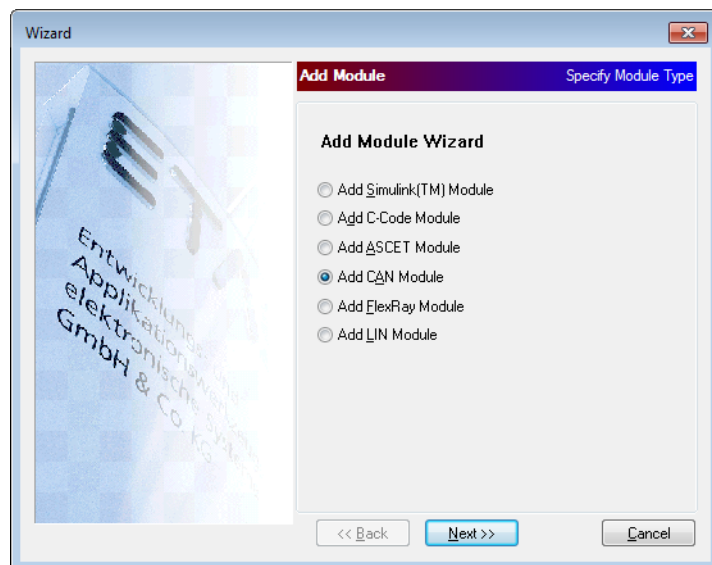 Wizard
Add Module
Specify Module Type
ET
Entwicklungs- und
Applikationswerkzeuge
elektronische Systeme
GmbH & Co. KG
Add Module Wizard
Add Simulink(TM) Module
Add C-Code Module
Add ASCET Module
Add CAN Module
Add FlexRay Module
Add LIN Module
<< Back
Next >>
Cancel